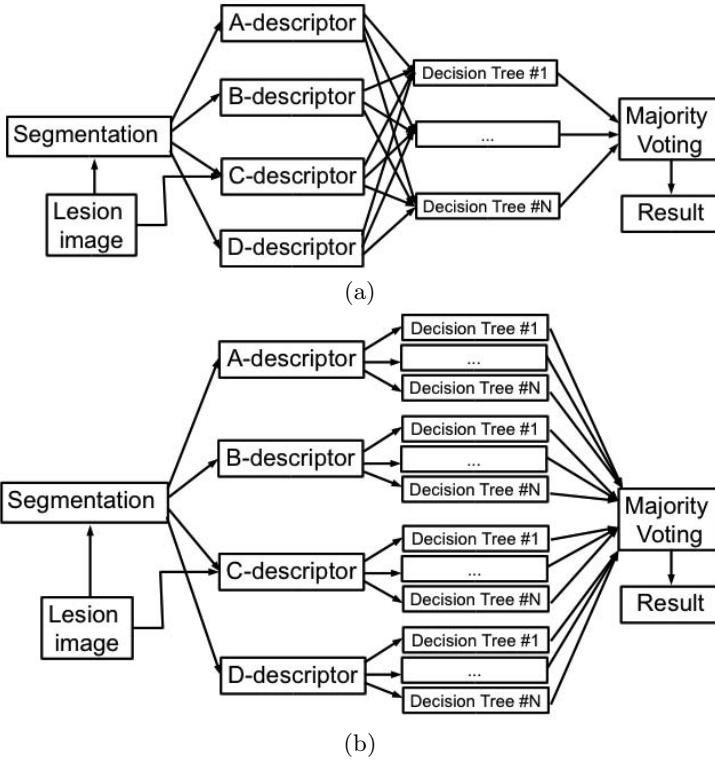 A-descriptor
Decision Tree #1
B-descriptor
Majority
Voting
Segmentation
...
C-descriptor
Lesion
image
Decision Tree #N
Result
D-descriptor
(a)
Decision Tree #1
A-descriptor
...
Decision Tree #N
Decision Tree #1
B-descriptor
...
Decision Tree #N
Segmentation
Majority
Voting
Decision Tree #1
C-descriptor
...
Decision Tree #N
Result
Lesion
image
Decision Tree #1
D-descriptor
...
Decision Tree #N
(b)